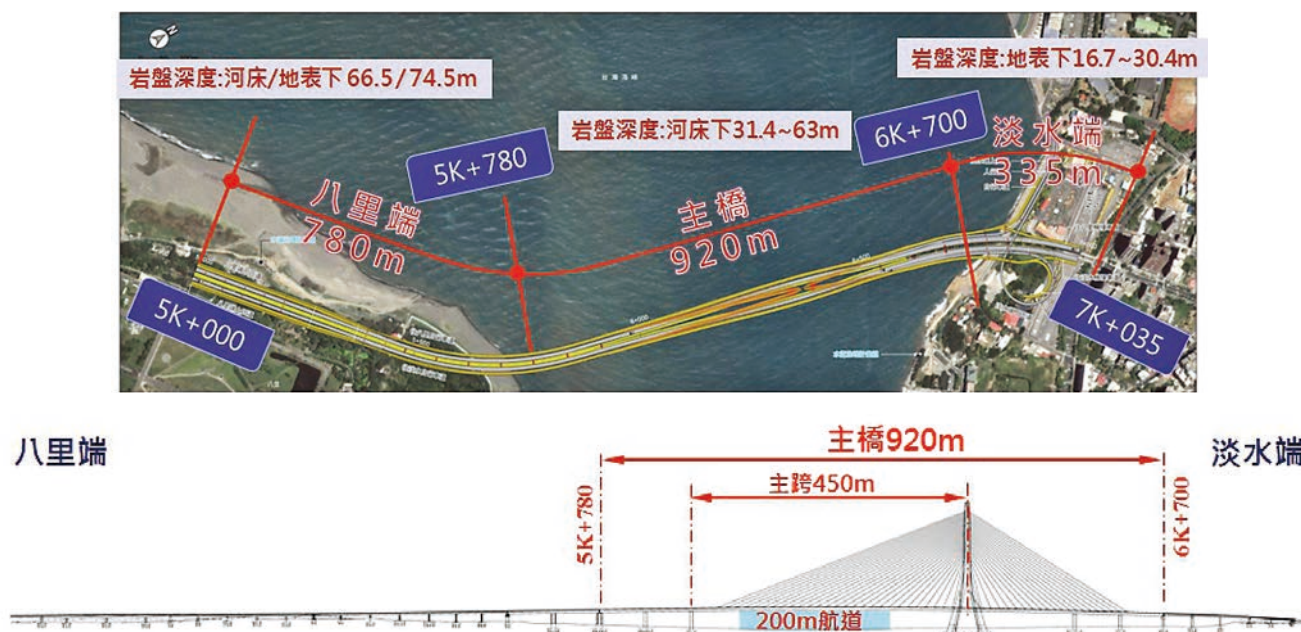 N
岩盤深度:河床/地表下 66.5/74.5m
岩盤深度:河床下31.4~63m
岩盤深度:地表下16.7~30.4m
5K+780
6K+700
八里端
780m
主橋
920m
淡水端
335m
5K+000
7K+035
八里端
主橋920m
淡水端
主跨450m
5K+780
6K+700
200m航道